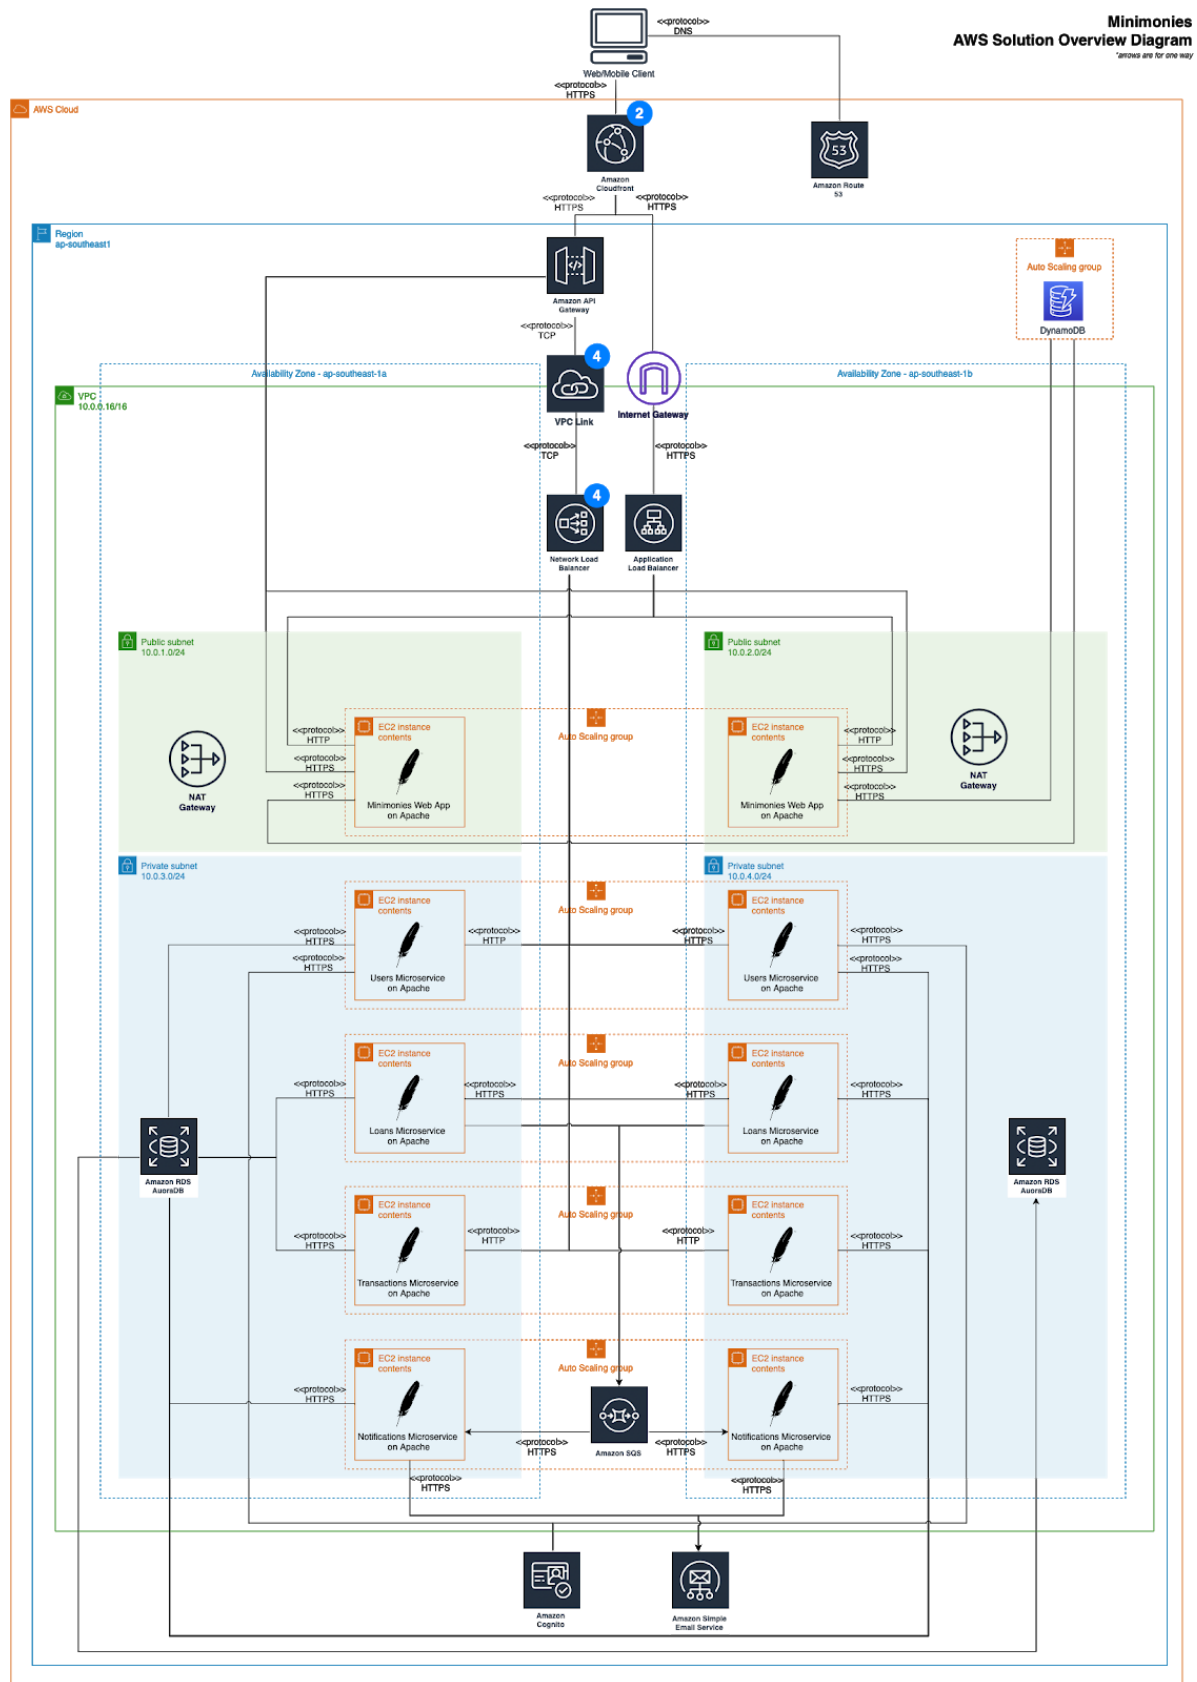 Minimonies
AWS Solution Overview Diagram
*arrows are for one way
<<protocol>>
DNS
Web/Mobile Client
<<protocol>>
HTTPS
AWS Cloud
2
53
Amazon
Cloudfront
Amazon Route
53
<<protocol>>
HTTPS
<<protocol>>
HTTPS
Region
ap-southeast1
Amazon API
Gateway
Auto Scaling group
DynamoDB
<<protocol>>
TCP
4
Availability Zone - ap-southeast-1a
Availability Zone - ap-southeast-1b
VPC
10.0.0.16/16
VPC Link
Internet Gateway
<<protocol>>
TCP
<<protocol>>
HTTPS
4
Network Load
Balancer
Application
Load Balancer
Public subnet
10.0.1.0/24
Public subnet
10.0.2.0/24
Auto Scaling group
<<protocol>>
HTTP
<<protocol>>
HTTPS
<<protocol>>
HTTPS
EC2 instance
contents
Minimonies Web App
on Apache
EC2 instance
contents
Minimonies Web App
on Apache
<<protocol>>
HTTP
<<protocol>>
HTTPS
<<protocol>>
HTTPS
NAT
Gateway
NAT
Gateway
Private subnet
10.0.3.0/24
Private subnet
10.0.4.0/24
Auto Scaling group
<<protocol>>
HTTPS
<<protocol>>
HTTPS
EC2 instance
contents
Users Microservice
on Apache
<<protocol>>
HTTP
<<protocol>>
HTTPS
EC2 instance
contents
Users Microservice
on Apache
<<protocol>>
HTTPS
<<protocol>>
HTTPS
Auto Scaling group
<<protocol>>
HTTPS
EC2 instance
contents
Loans Microservice
on Apache
<<protocol>>
HTTPS
<<protocol>>
HTTPS
EC2 instance
contents
Loans Microservice
on Apache
<<protocol>>
HTTPS
Amazon RDS
AuoraDB
Amazon RDS
AuoraDB
Auto Scaling group
<<protocol>>
HTTPS
EC2 instance
contents
Transactions Microservice
on Apache
<<protocol>>
HTTP
<<protocol>>
HTTP
EC2 instance
contents
Transactions Microservice
on Apache
<<protocol>>
HTTPS
Auto Scaling group
<<protocol>>
HTTPS
EC2 instance
contents
Notifications Microservice
on Apache
<<protocol>>
HTTPS
Amazon SQS
<<protocol>>
HTTPS
EC2 instance
contents
Notifications Microservice
on Apache
<<protocol>>
HTTPS
<<protocol>>
HTTPS
<<protocol>>
HTTPS
Amazon
Cognito
Amazon Simple
Email Service